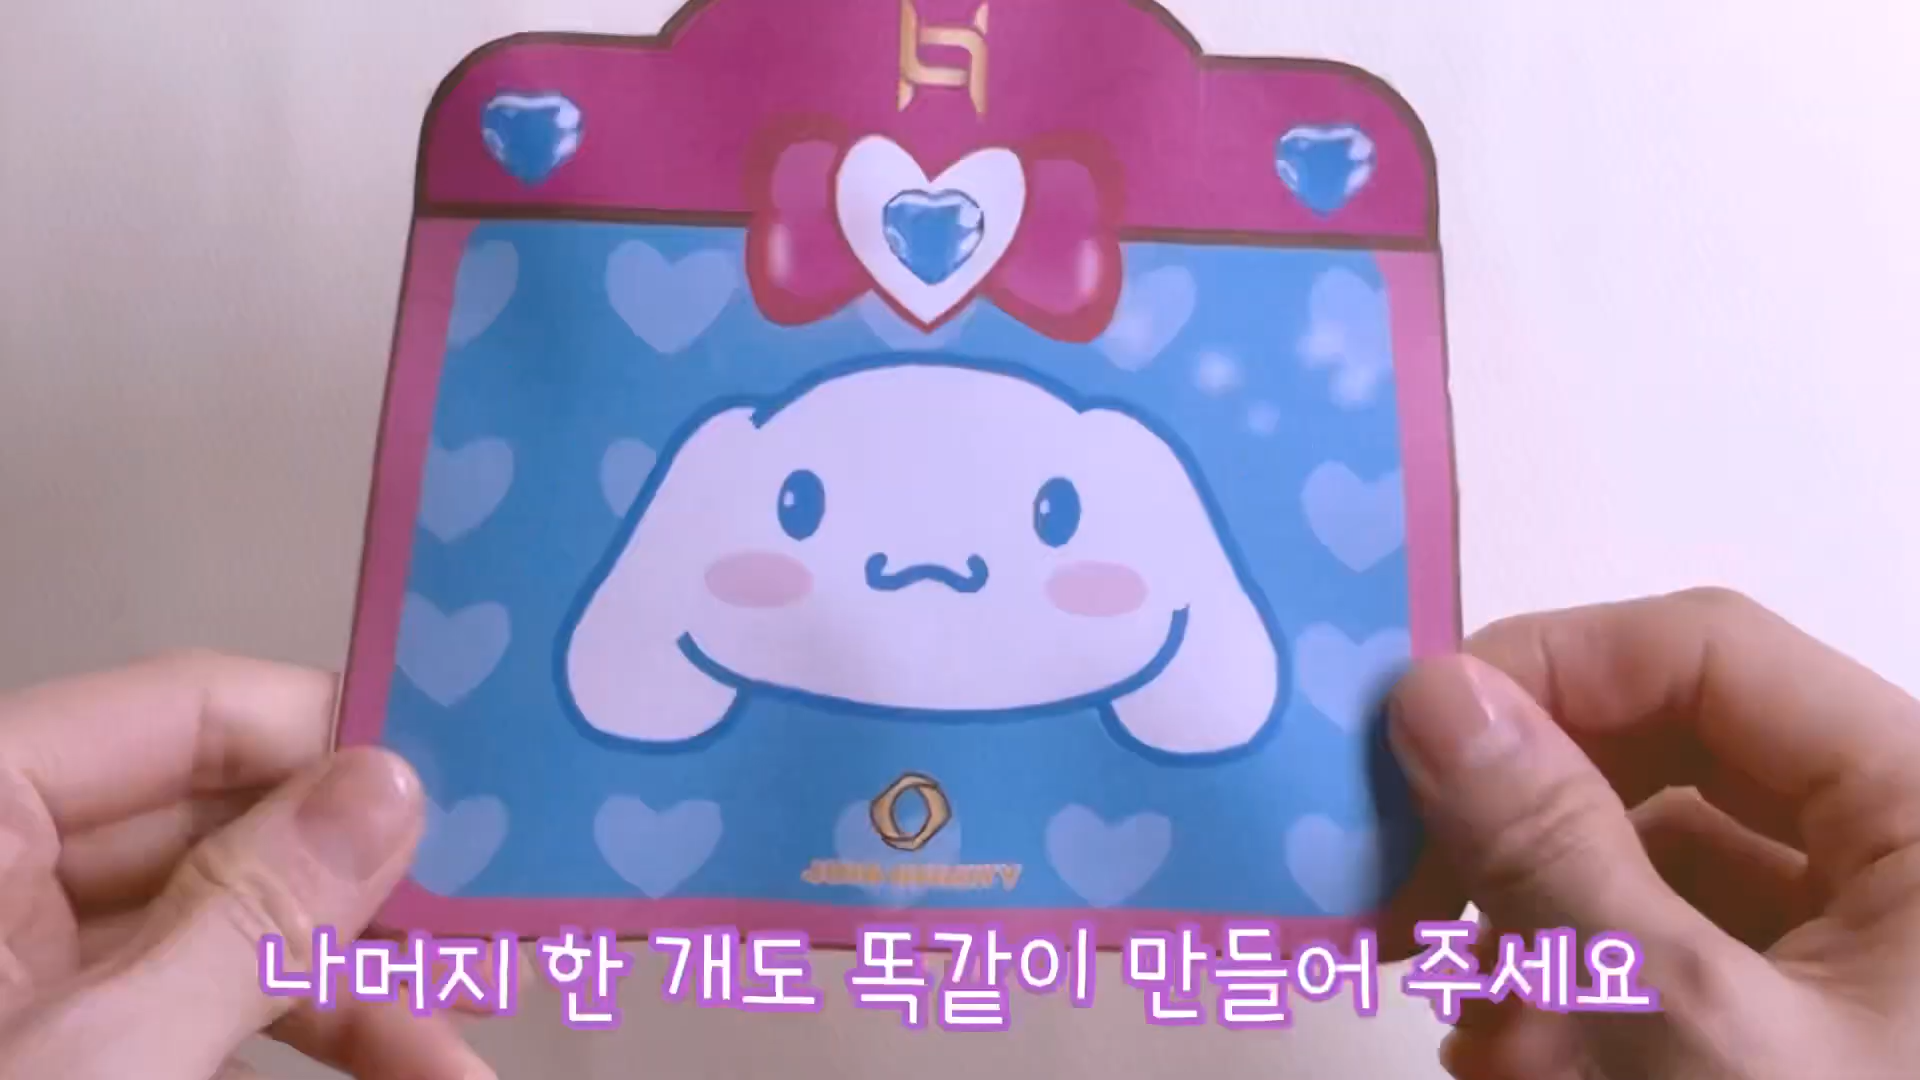 나머지 한 개도 똑같이 만들어 주세요